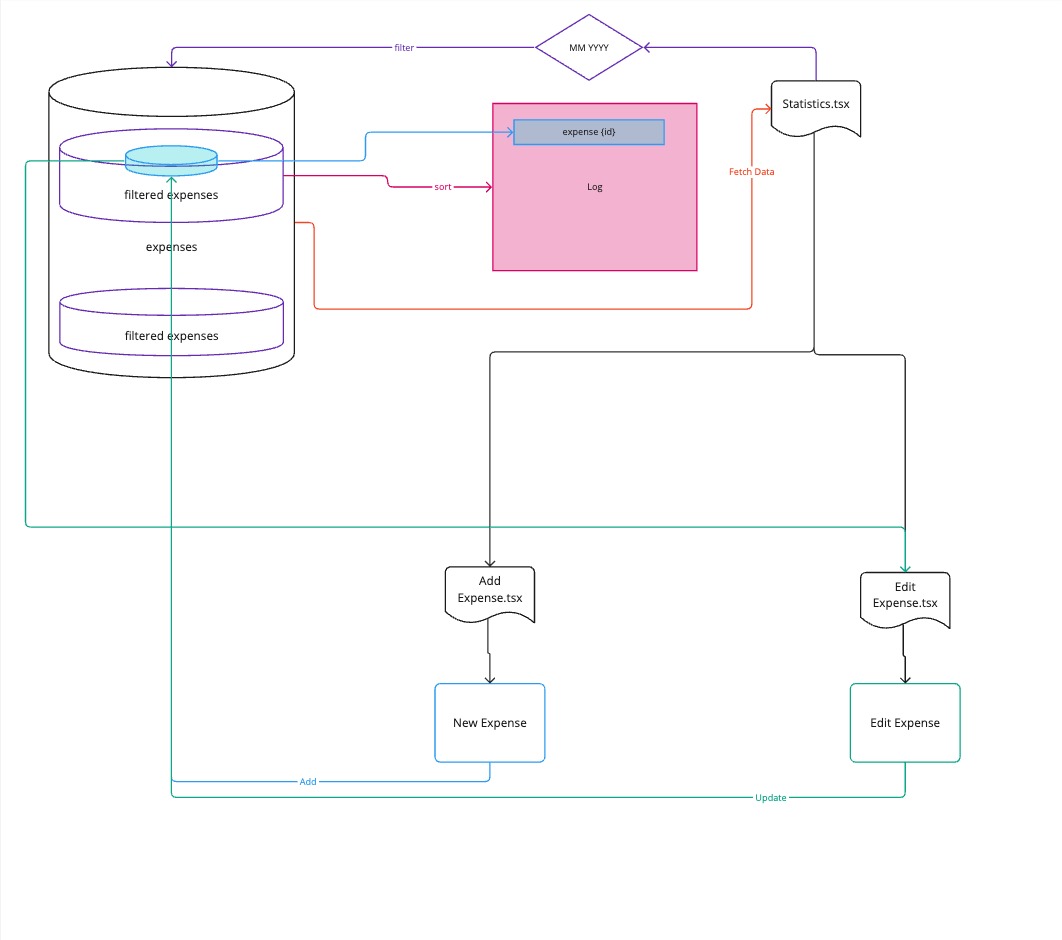 filter
MM YYYY
Statistics.tsx
expense {id}
Fetch Data
filtered expenses
sort
Log
expenses
filtered expenses
Add
Expense.tsx
Edit
Expense.tsx
New Expense
Edit Expense
Add
Update